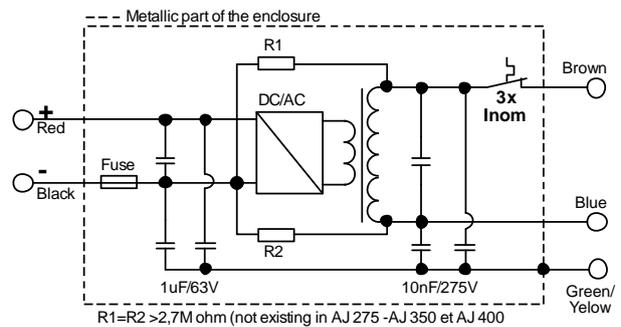 Metallic part of the enclosure
R1
Brown
DC/AC
3x
Inom
+
Red
-
Fuse
Black
Blue
R2
1uF/63V
10nF/275V
Green/
Yelow
R1=R2 >2,7M ohm (not existing in AJ 275 -AJ 350 et AJ 400